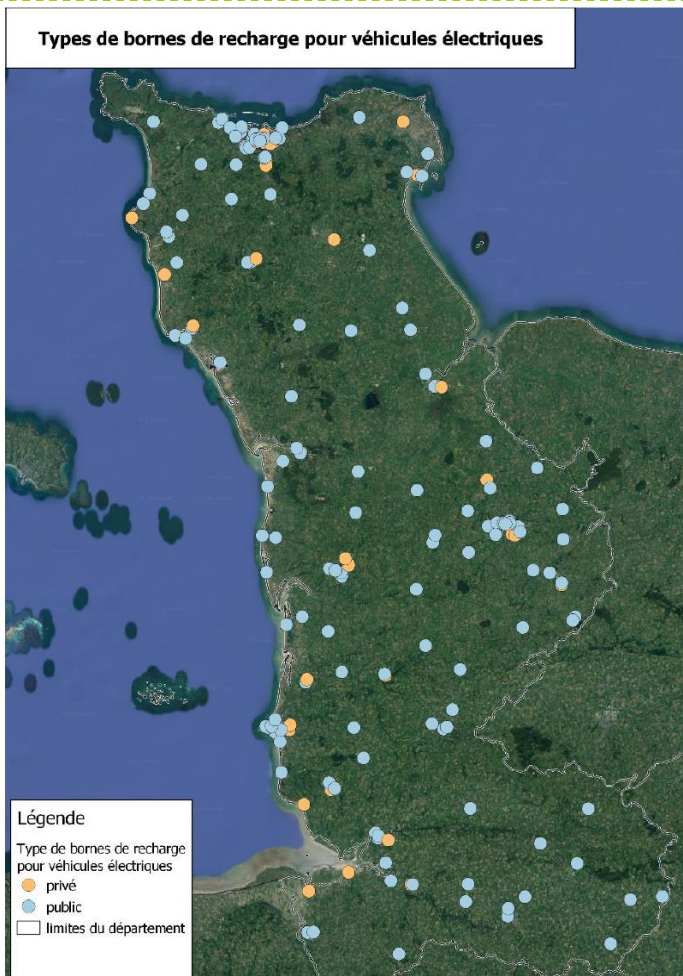 Types de bornes de recharge pour véhicules électriques
Légende
Type de bornes de recharge
pour véhicules électriques
privé
public
limites du département